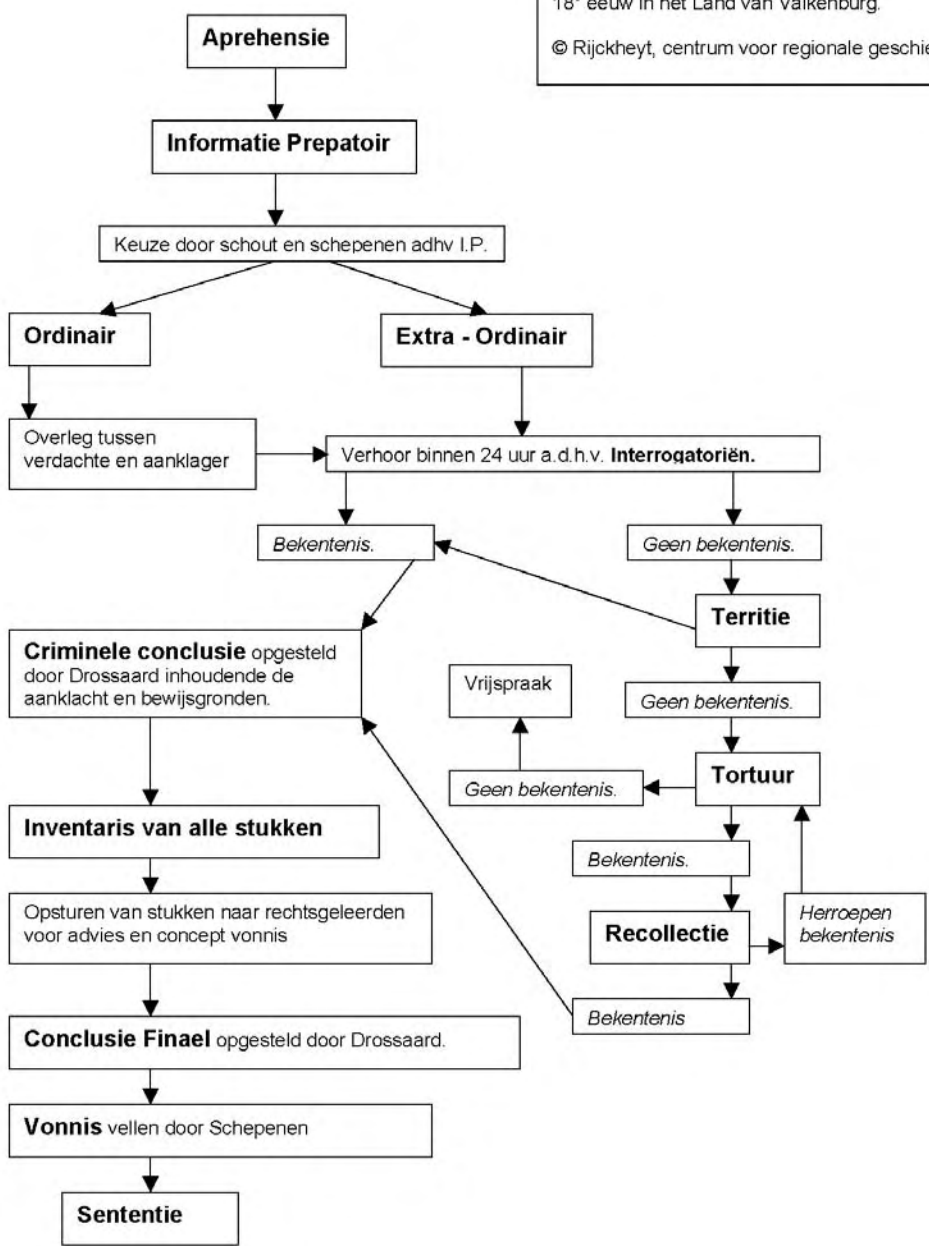 18e eeuw in het Land van Valkenburg.
© Rijckheyt, centrum voor regionale
Aprehensie
Informatie Prepatoir
Keuze door schout en schepenen adhv I.P.
Ordinair
Extra - Ordinair
Overleg tussen
verdachte en aanklager
Verhoor binnen 24 uur a.d.h.v. Interrogatoriën.
Bekentenis.
Geen bekentenis.
Territie
Criminele conclusie opgesteld
door Drossaard inhoudende de
aanklacht en bewijsgronden.
Vrijspraak
Geen bekentenis.
Tortuur
Geen bekentenis.
Inventaris van alle stukken
Bekentenis.
Opsturen van stukken naar rechtsgeleerden
voor advies en concept vonnis
Recollectie
Herroepen
bekentenis
Bekentenis
Conclusie Finael opgesteld door Drossaard.
Vonnis vellen door Schepenen
Sententie